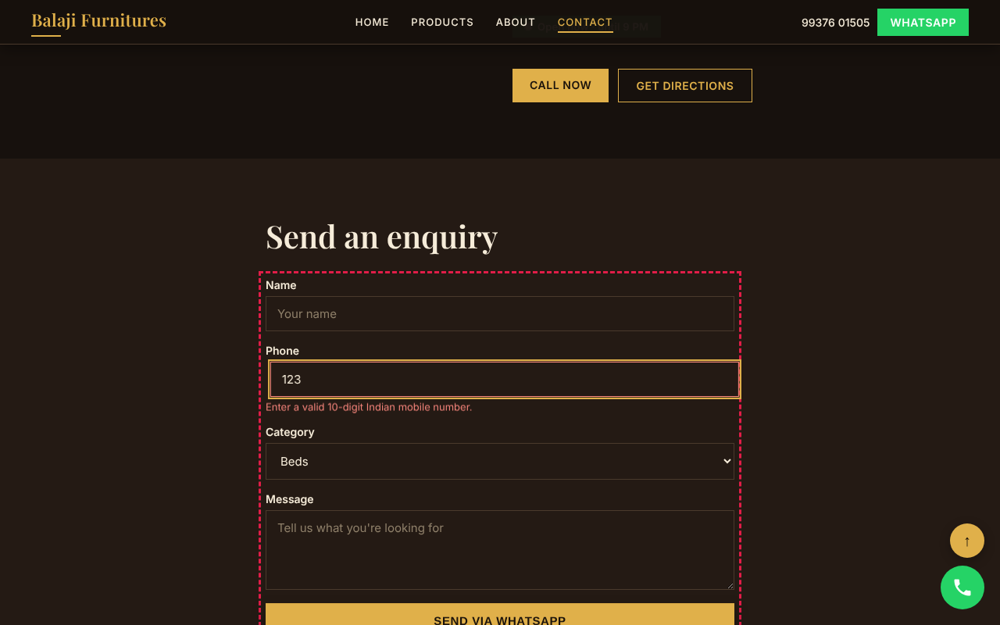 Balaji Furnitures
HOME
PRODUCTS
ABOUT
CONTACT
99376 01505
WHATSAPP
CALL NOW
GET DIRECTIONS
Send an enquiry
Name
Your name
Phone
123
Enter a valid 10-digit Indian mobile number.
Category
Beds
Message
Tell us what you're looking for
↑
SEND VIA WHATSAPP